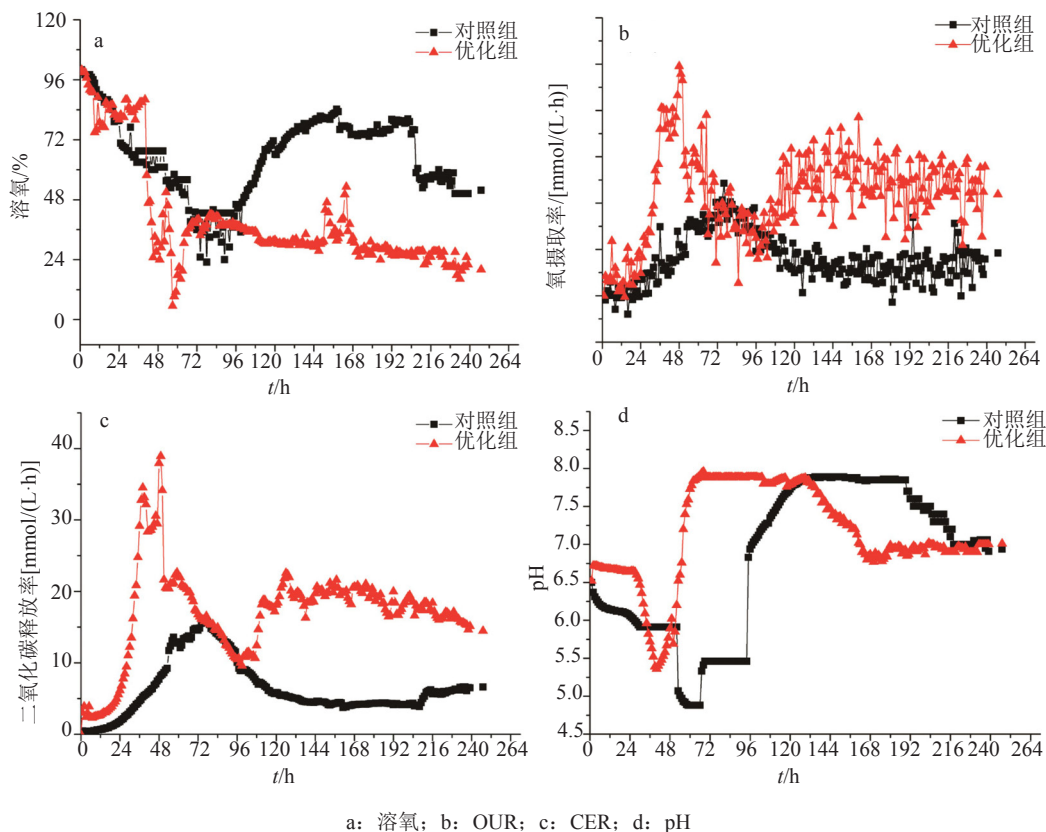 a
对照组
优化组
溶氧/%
120
96
72
48
24
0
0 24 48 72 96 120 144 168 192 216 240 264
t/h
b
对照组
优化组
氧摄取率/[mmol/(L·h)]
0 24 48 72 96 120 144 168 192 216 240 264
t/h
c
对照组
优化组
二氧化碳释放率[mmol/(L·h)]
40
30
20
10
0
0 24 48 72 96 120 144 168 192 216 240 264
t/h
d
对照组
优化组
pH
8.5
8.0
7.5
7.0
6.5
6.0
5.5
5.0
4.5
0 24 48 72 96 120 144 168 192 216 240 264
t/h
a：溶氧；b：OUR；c：CER；d：pH